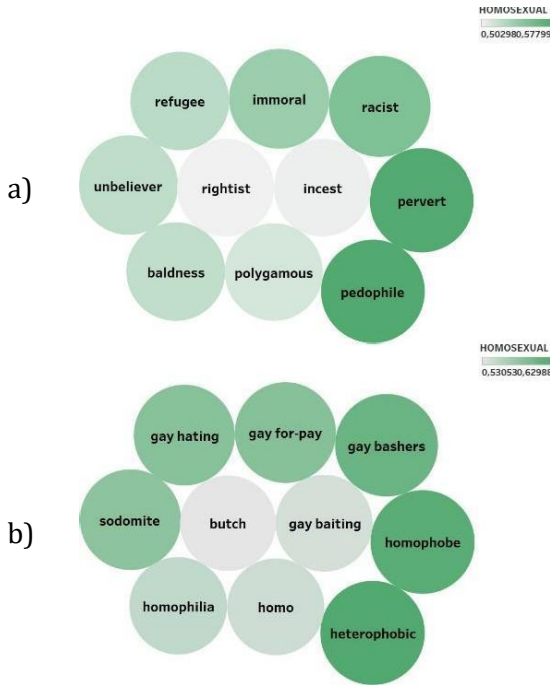 HOMOSEXUAL
0,502980,57799
a)
refugee
immoral
racist
unbeliever
rightist
incest
pervert
baldness
polygamous
pedophile
HOMOSEXUAL
0,530530,62988
b)
gay hating
gay for-pay
gay bashers
sodomite
butch
gay baiting
homophobe
homophilia
homo
heterophobic